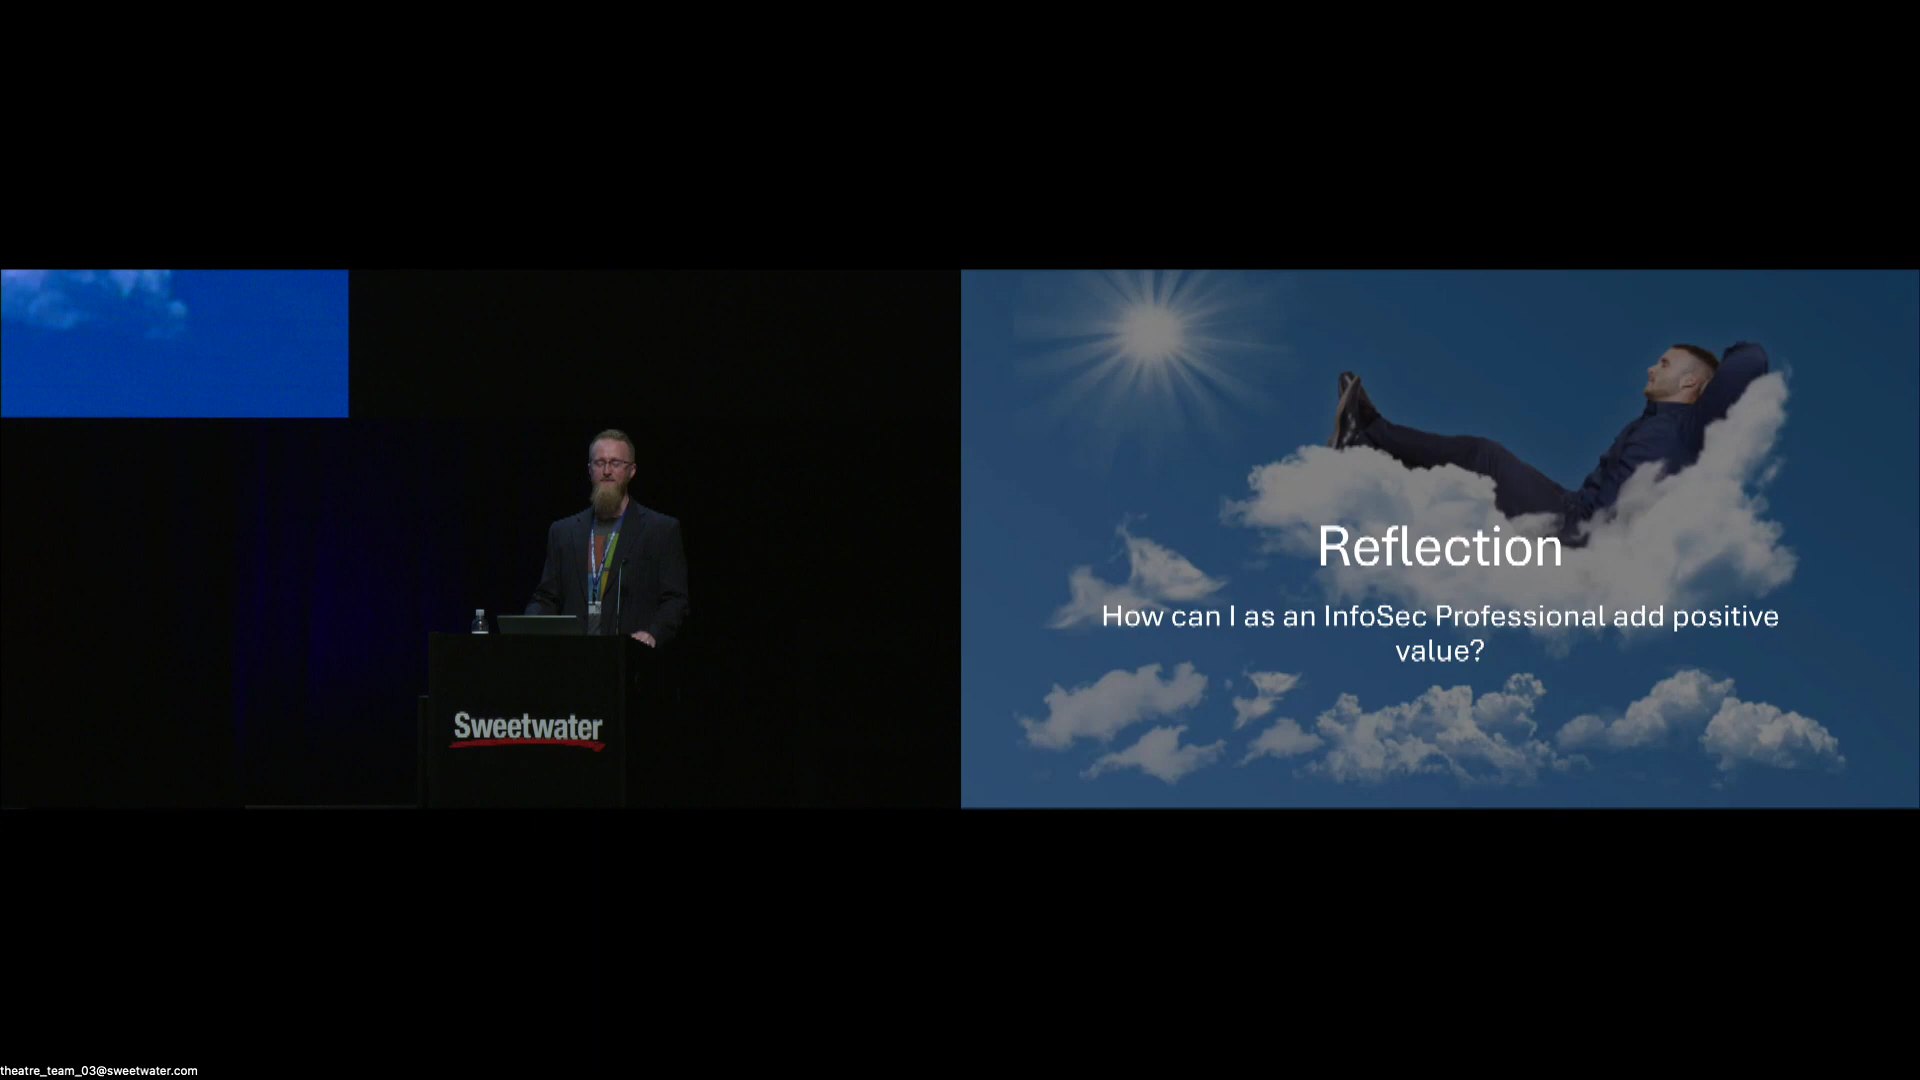 Sweetwater
Reflection
How can I as an InfoSec Professional add positive
value?
theatre_team_03@sweetwater.com